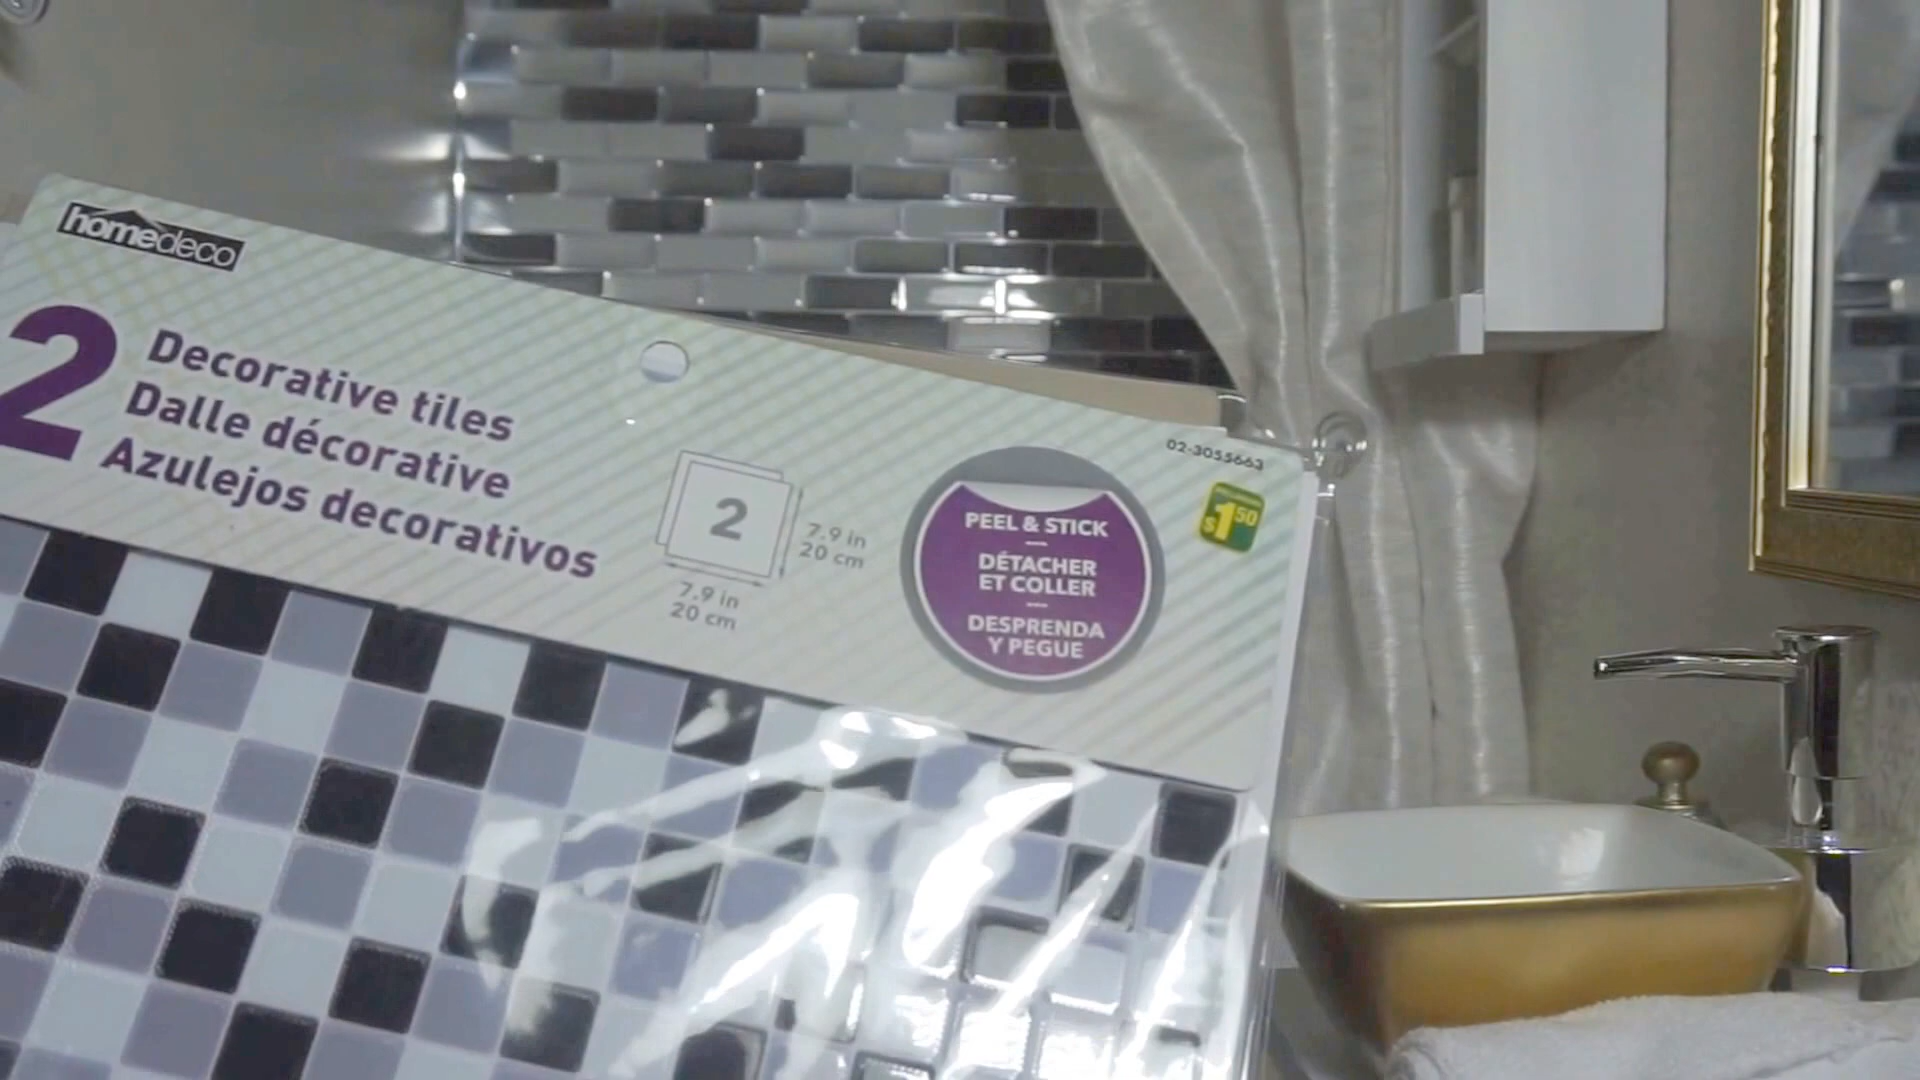 homedeco
2
Decorative tiles
Dalle décorative
Azulejos decorativos
2
7.9 in
20 cm
7.9 in
20 cm
PEEL & STICK
DÉTACHER
ET COLLER
DESPRENDA
Y PEGUE
02-3055663
$1.50